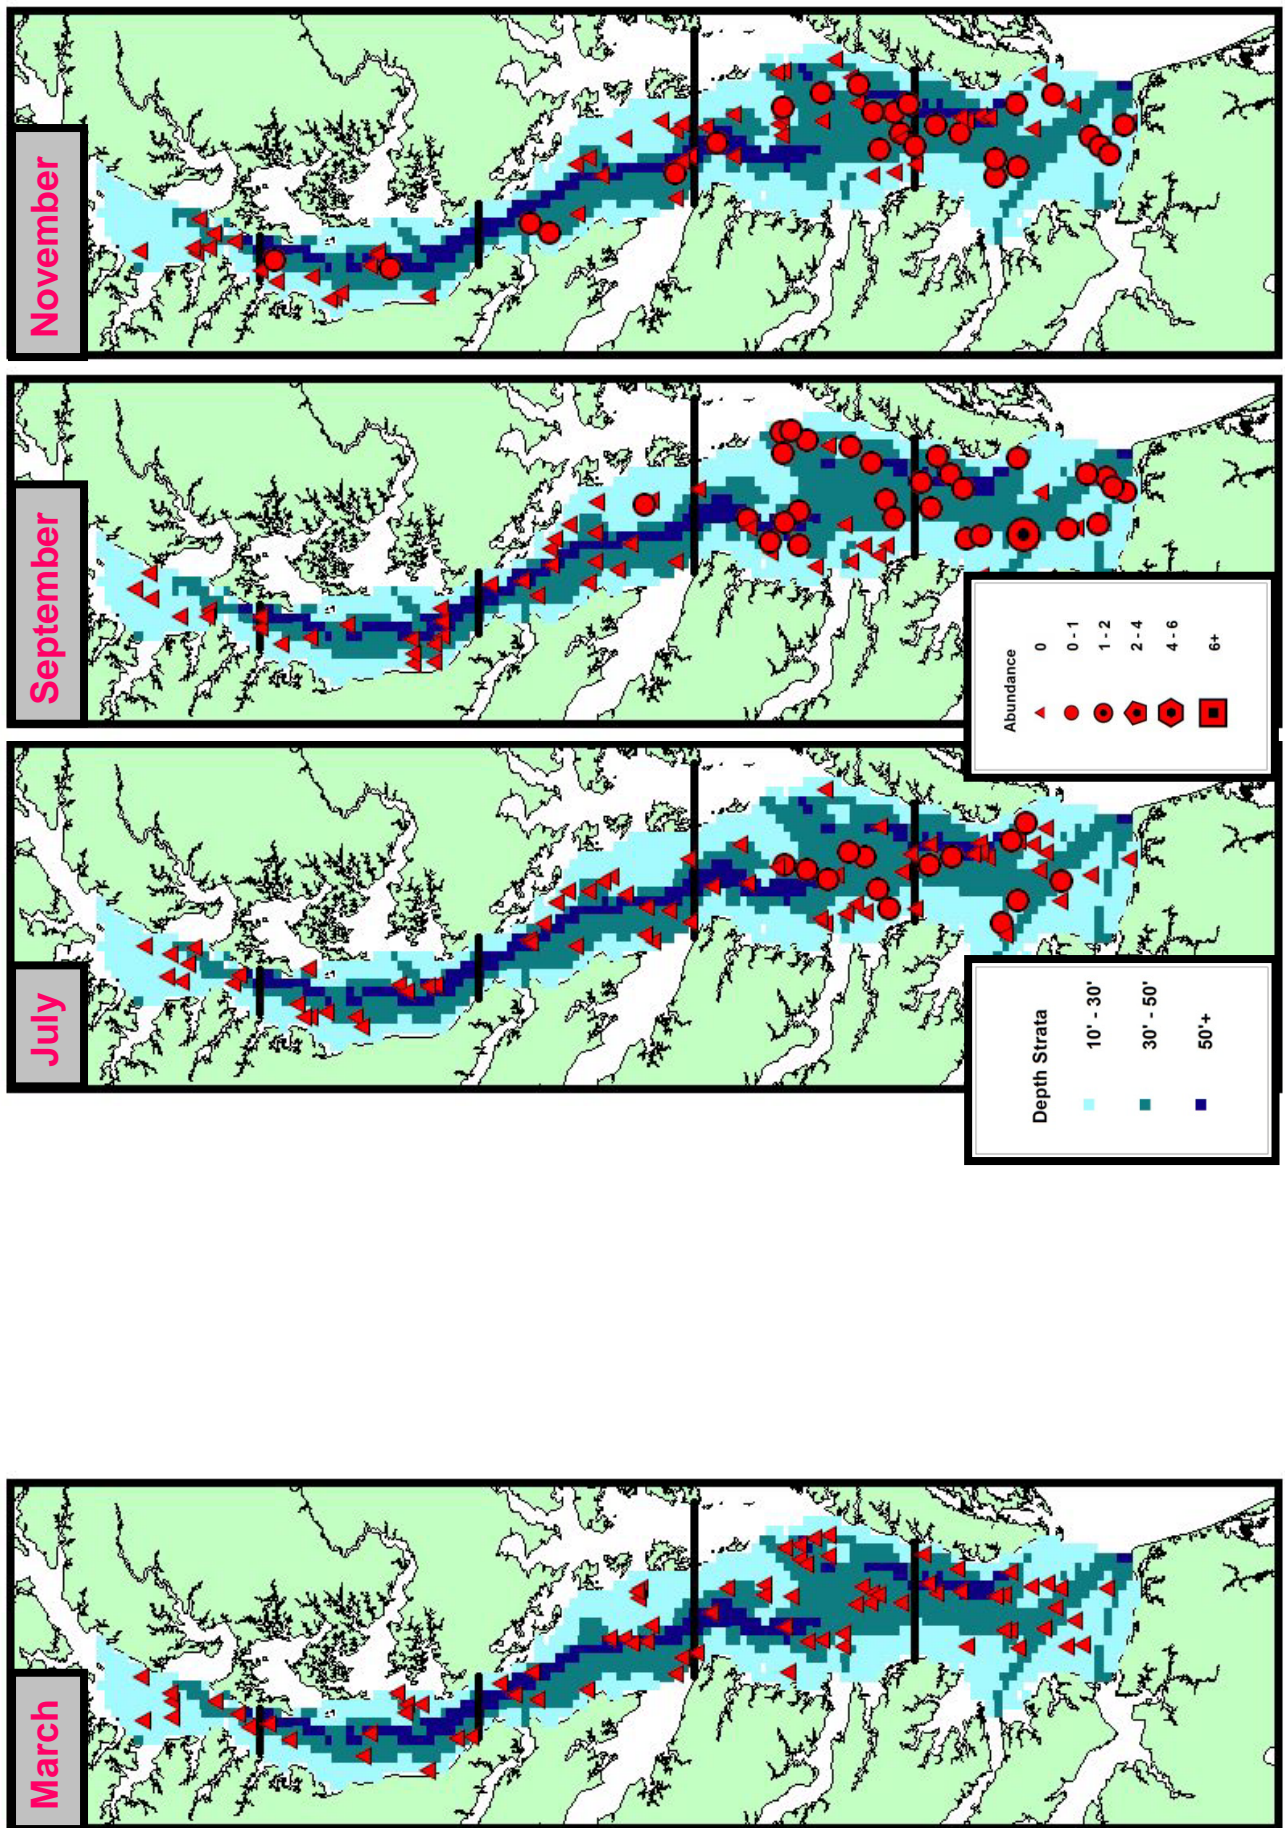 March
July
September
November
Depth Strata
10' - 30'
30' - 50'
50'+
Abundance
0
0 - 1
1 - 2
2 - 4
4 - 6
6+